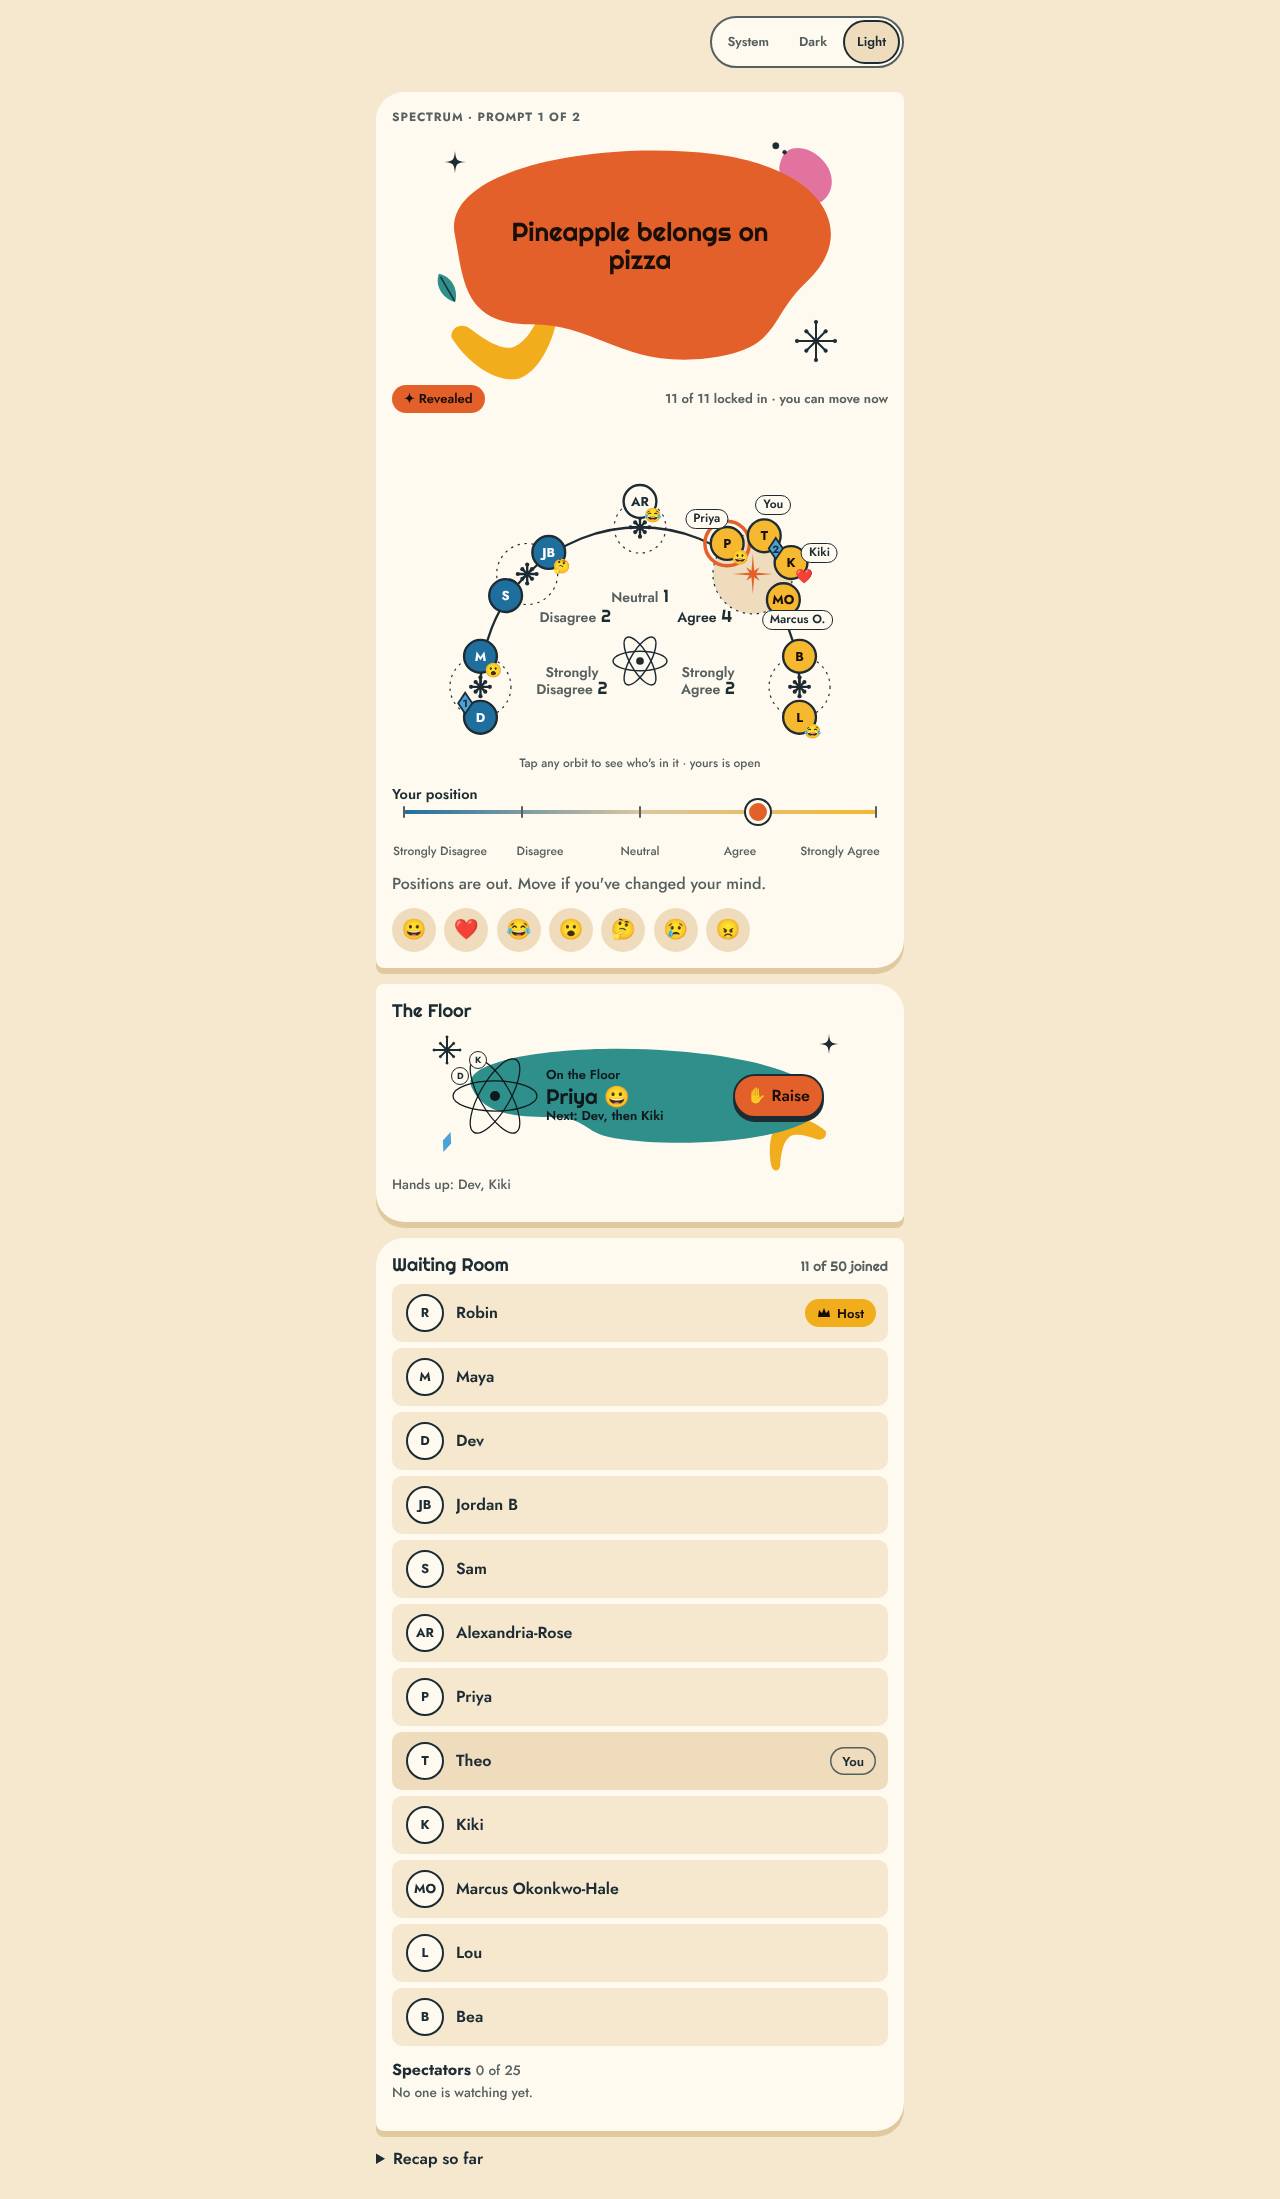 System Dark Light
SPECTRUM · PROMPT 1 OF 2
Pineapple belongs on
pizza
✦ Revealed
11 of 11 locked in · you can move now
AR
You
Priya
P
T
2
K
Kiki
JB
S
MO
Marcus O.
Neutral 1
Disagree 2
Agree 4
M
B
Strongly
Disagree 2
Strongly
Agree 2
1
D
L
Tap any orbit to see who's in it · yours is open
Your position
Strongly Disagree Disagree Neutral Agree Strongly Agree
Positions are out. Move if you've changed your mind.
The Floor
K
D
On the Floor
Priya
Next: Dev, then Kiki
Raise
Hands up: Dev, Kiki
Waiting Room
11 of 50 joined
R Robin Host
M Maya
D Dev
JB Jordan B
S Sam
AR Alexandria-Rose
P Priya
T Theo You
K Kiki
MO Marcus Okonkwo-Hale
L Lou
B Bea
Spectators 0 of 25
No one is watching yet.
Recap so far